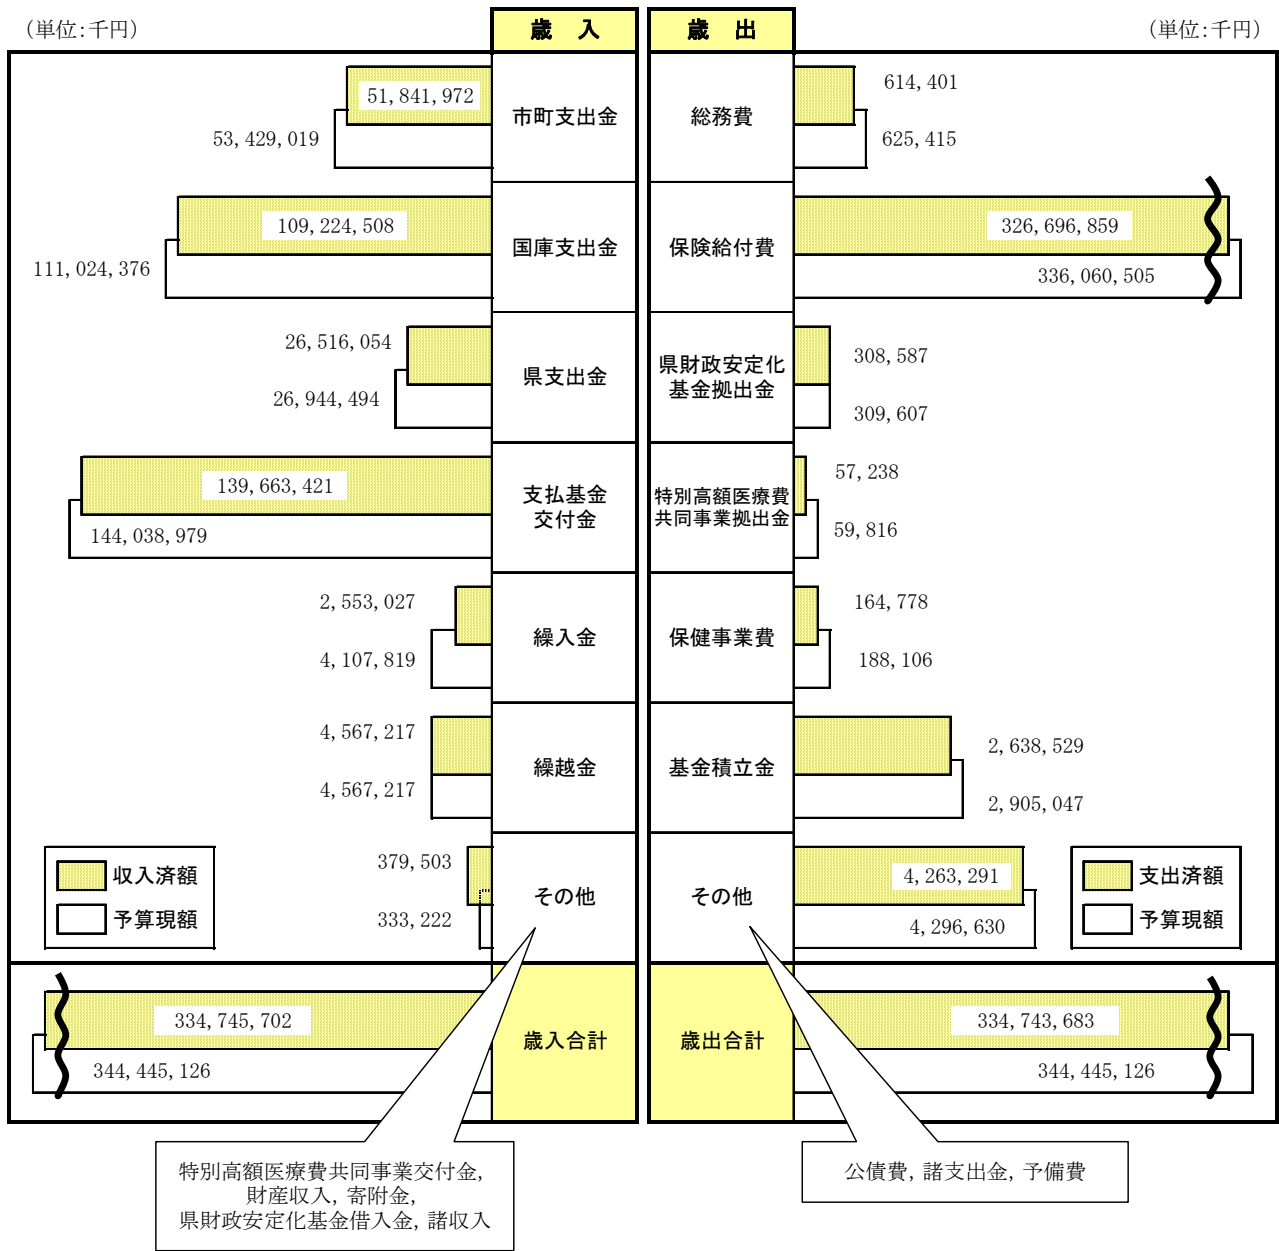 (単位:千円)
歳 入
歳 出
(単位:千円)
51,841,972
53,429,019
市町支出金
総務費
614,401
625,415
109,224,508
111,024,376
国庫支出金
保険給付費
326,696,859
336,060,505
26,516,054
26,944,494
県支出金
県財政安定化
基金拠出金
308,587
309,607
139,663,421
144,038,979
支払基金
交付金
特別高額医療費
共同事業拠出金
57,238
59,816
2,553,027
4,107,819
繰入金
保健事業費
164,778
188,106
4,567,217
4,567,217
繰越金
基金積立金
2,638,529
2,905,047
収入済額
予算現額
379,503
333,222
その他
その他
4,263,291
4,296,630
支出済額
予算現額
334,745,702
344,445,126
歳入合計
歳出合計
334,743,683
344,445,126
特別高額医療費共同事業交付金,
財産収入, 寄附金,
県財政安定化基金借入金, 諸収入
公債費, 諸支出金, 予備費